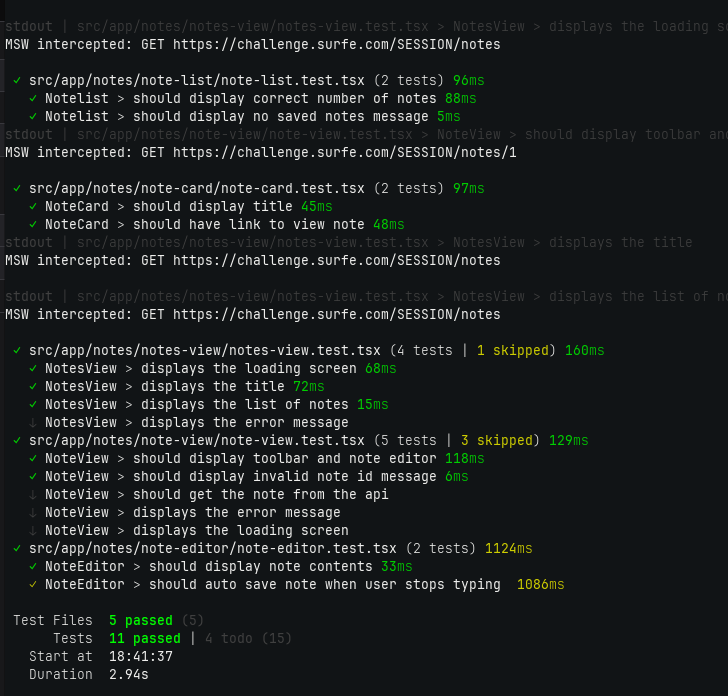 stdout | src/app/notes/notes-view/notes-view.test.tsx > NotesView > displays the loading
MSW intercepted: GET https://challenge.surfe.com/SESSION/notes
✓ src/app/notes/note-list/note-list.test.tsx (2 tests) 96ms
✓ Notelist > should display correct number of notes 88ms
✓ Notelist > should display no saved notes message 5ms
stdout | src/app/notes/note-view/note-view.test.tsx > NoteView > should display toolbar and
MSW intercepted: GET https://challenge.surfe.com/SESSION/notes/1
✓ src/app/notes/note-card/note-card.test.tsx (2 tests) 97ms
✓ NoteCard > should display title 45ms
✓ NoteCard > should have link to view note 48ms
stdout | src/app/notes/notes-view/notes-view.test.tsx > NotesView > displays the title
MSW intercepted: GET https://challenge.surfe.com/SESSION/notes
stdout | src/app/notes/notes-view/notes-view.test.tsx > NotesView > displays the list of
MSW intercepted: GET https://challenge.surfe.com/SESSION/notes
✓ src/app/notes/notes-view/notes-view.test.tsx (4 tests | 1 skipped) 160ms
✓ NotesView > displays the loading screen 68ms
✓ NotesView > displays the title 72ms
✓ NotesView > displays the list of notes 15ms
↓ NotesView > displays the error message
✓ src/app/notes/note-view/note-view.test.tsx (5 tests | 3 skipped) 129ms
✓ NoteView > should display toolbar and note editor 118ms
✓ NoteView > should display invalid note id message 6ms
↓ NoteView > should get the note from the api
↓ NoteView > displays the error message
↓ NoteView > displays the loading screen
✓ src/app/notes/note-editor/note-editor.test.tsx (2 tests) 1124ms
✓ NoteEditor > should display note contents 33ms
✓ NoteEditor > should auto save note when user stops typing 1086ms
Test Files 5 passed (5)
Tests 11 passed | 4 todo (15)
Start at 18:41:37
Duration 2.94s